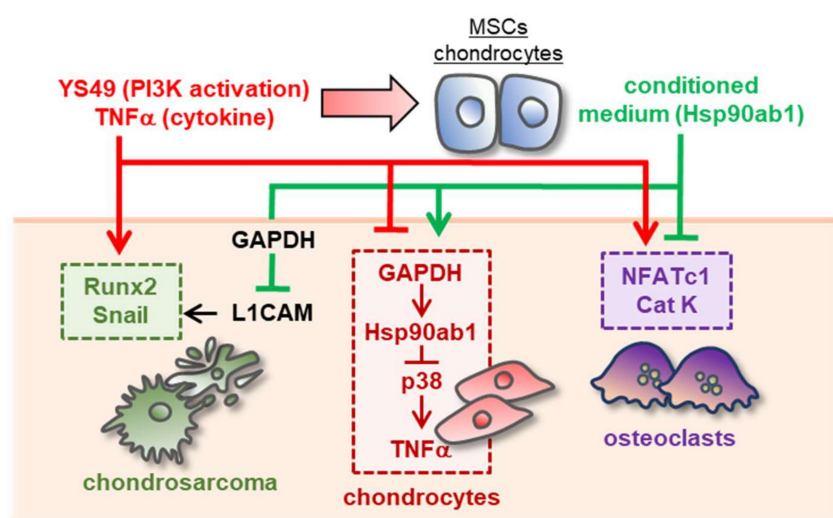 MSCs
chondrocytes
YS49 (PI3K activation)
TNFα (cytokine)
conditioned
medium (Hsp90ab1)
GAPDH
L1CAM
Runx2
Snail
chondrosarcoma
GAPDH
Hsp90ab1
p38
TNFα
chondrocytes
NFATc1
Cat K
osteoclasts